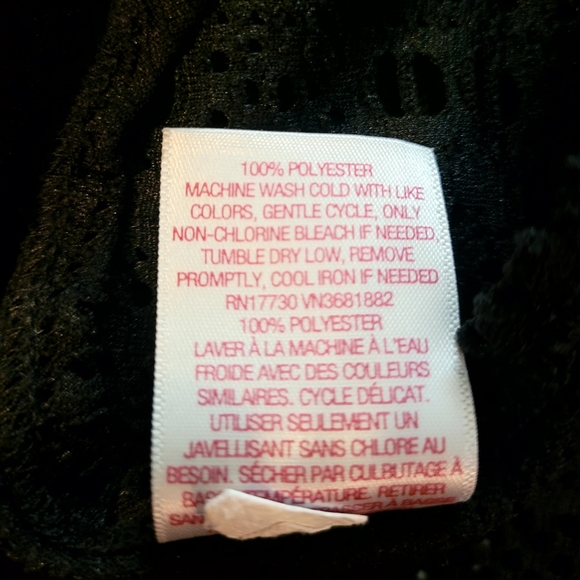 100% POLYESTER
MACHINE WASH COLD WITH LIKE
COLORS, GENTLE CYCLE, ONLY
NON-CHLORINE BLEACH IF NEEDED,
TUMBLE DRY LOW, REMOVE
PROMPTLY, COOL IRON IF NEEDED
RN17730 VN3681882
100% POLYESTER
LAVER À LA MACHINE À L'EAU
FROIDE AVEC DES COULEURS
SIMILAIRES. CYCLE DÉLICAT.
UTILISER SEULEMENT UN
JAVELLISANT SANS CHLORE AU
BESOIN. SÉCHER PAR CULBUTAGE À
TEMPÉRATURE. RETIRER
SANS